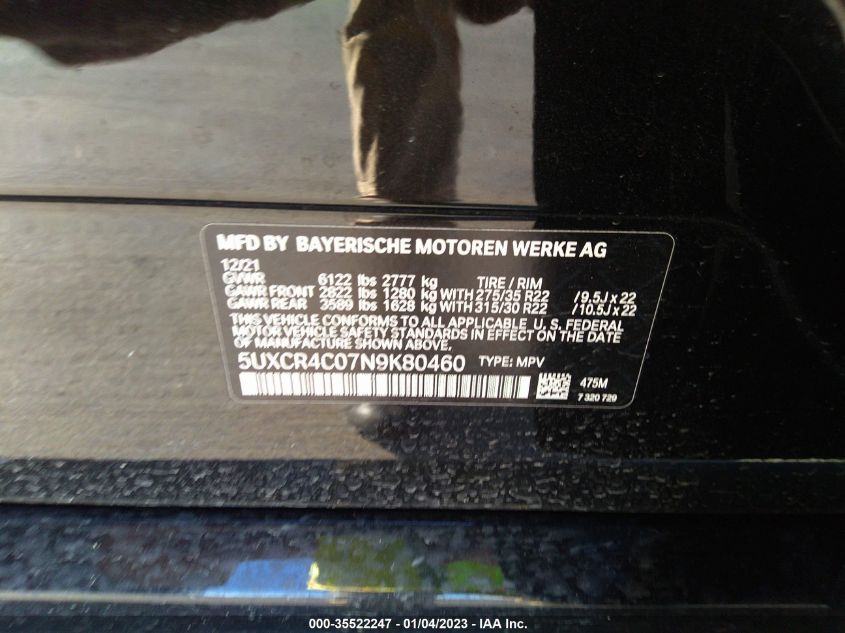 MFD BY BAYERISCHE MOTOREN WERKE AG
12/21
GVWR 6122 lbs 2777 kg TIRE / RIM
GAWR FRONT 2822 lbs 1280 kg WITH 275/35 R22 /9.5J x 22
GAWR REAR 3589 lbs 1628 kg WITH 315/30 R22 /10.5J x 22
THIS VEHICLE CONFORMS TO ALL APPLICABLE U. S. FEDERAL
MOTOR VEHICLE SAFETY STANDARDS IN EFFECT ON THE DATE
OF MANUFACTURE SHOWN ABOVE.
5UXCR4C07N9K80460 TYPE: MPV
475M
7 320 729
000-35522247 - 01/04/2023 - IAA Inc.